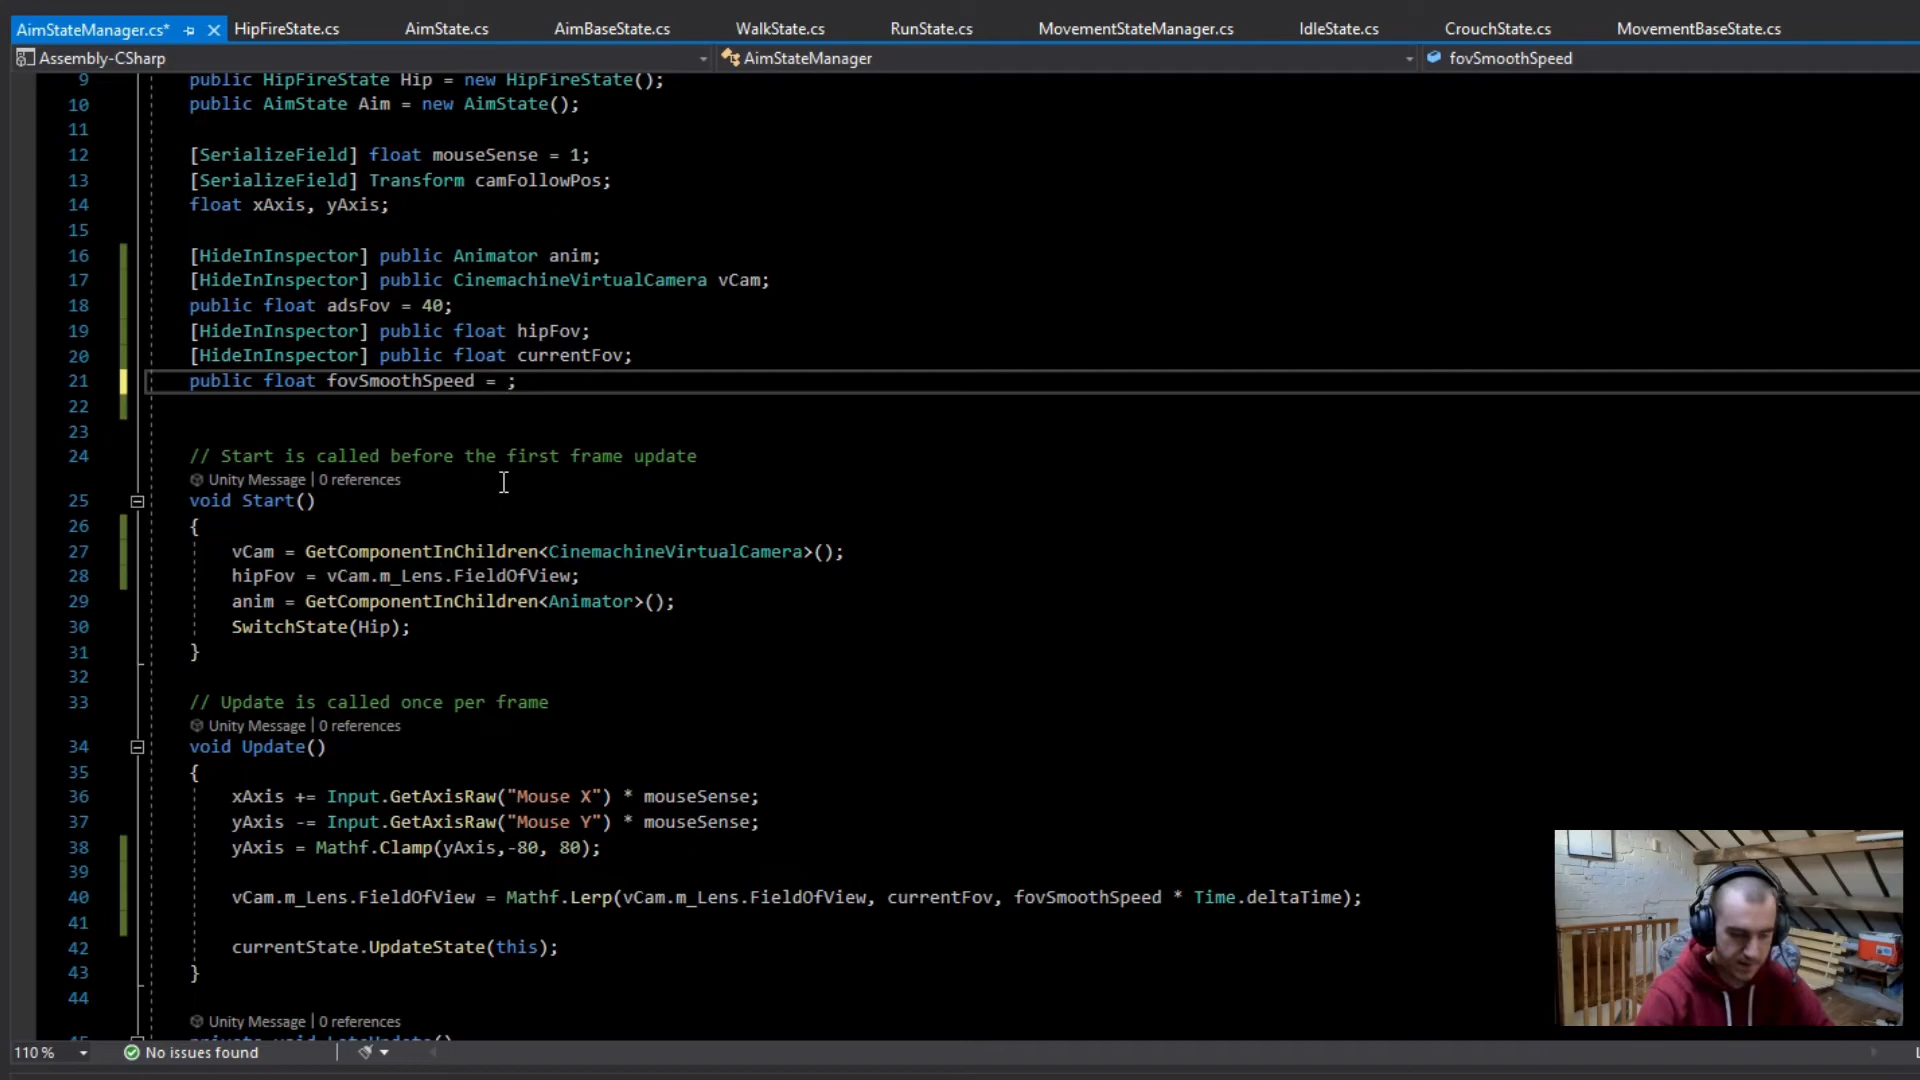 AimStateManager.cs* HipFireState.cs AimState.cs AimBaseState.cs WalkState.cs RunState.cs MovementStateManager.cs IdleState.cs CrouchState.cs MovementBaseState.cs
Assembly-CSharp AimStateManager fovSmoothSpeed
9 public HipFireState Hip = new HipFireState();
10 public AimState Aim = new AimState();
11
12 [SerializeField] float mouseSense = 1;
13 [SerializeField] Transform camFollowPos;
14 float xAxis, yAxis;
15
16 [HideInInspector] public Animator anim;
17 [HideInInspector] public CinemachineVirtualCamera vCam;
18 public float adsFov = 40;
19 [HideInInspector] public float hipFov;
20 [HideInInspector] public float currentFov;
21 public float fovSmoothSpeed = ;
22
23
24 // Start is called before the first frame update
Unity Message | 0 references
25 void Start()
26 {
27 vCam = GetComponentInChildren<CinemachineVirtualCamera>();
28 hipFov = vCam.m_Lens.FieldOfView;
29 anim = GetComponentInChildren<Animator>();
30 SwitchState(Hip);
31 }
32
33 // Update is called once per frame
Unity Message | 0 references
34 void Update()
35 {
36 xAxis += Input.GetAxisRaw("Mouse X") * mouseSense;
37 yAxis -= Input.GetAxisRaw("Mouse Y") * mouseSense;
38 yAxis = Mathf.Clamp(yAxis,-80, 80);
39
40 vCam.m_Lens.FieldOfView = Mathf.Lerp(vCam.m_Lens.FieldOfView, currentFov, fovSmoothSpeed * Time.deltaTime);
41
42 currentState.UpdateState(this);
43 }
44
Unity Message | 0 references
45 private void LateUpdate()
110 % No issues found